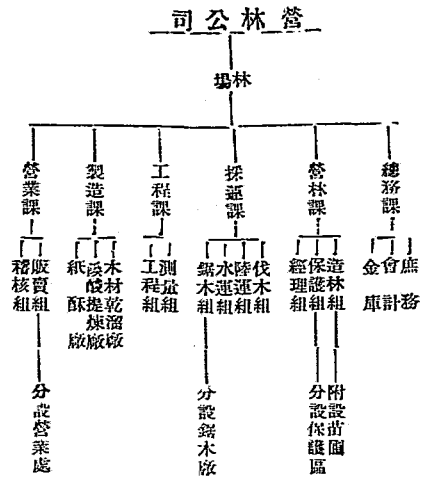 營林公司
林場
總務課
營林課
採運課
工程課
製造課
營業課
庶務
會計
金庫
造林組
保護組
經理組
伐木組
陸運組
水運組
鋸木組
測量組
工程組
木材乾溜廠
酸提煉廠
紙酥廠
販賣組
稽核組
附設苗圃
分設保護區
分設鋸木廠
分設營業處